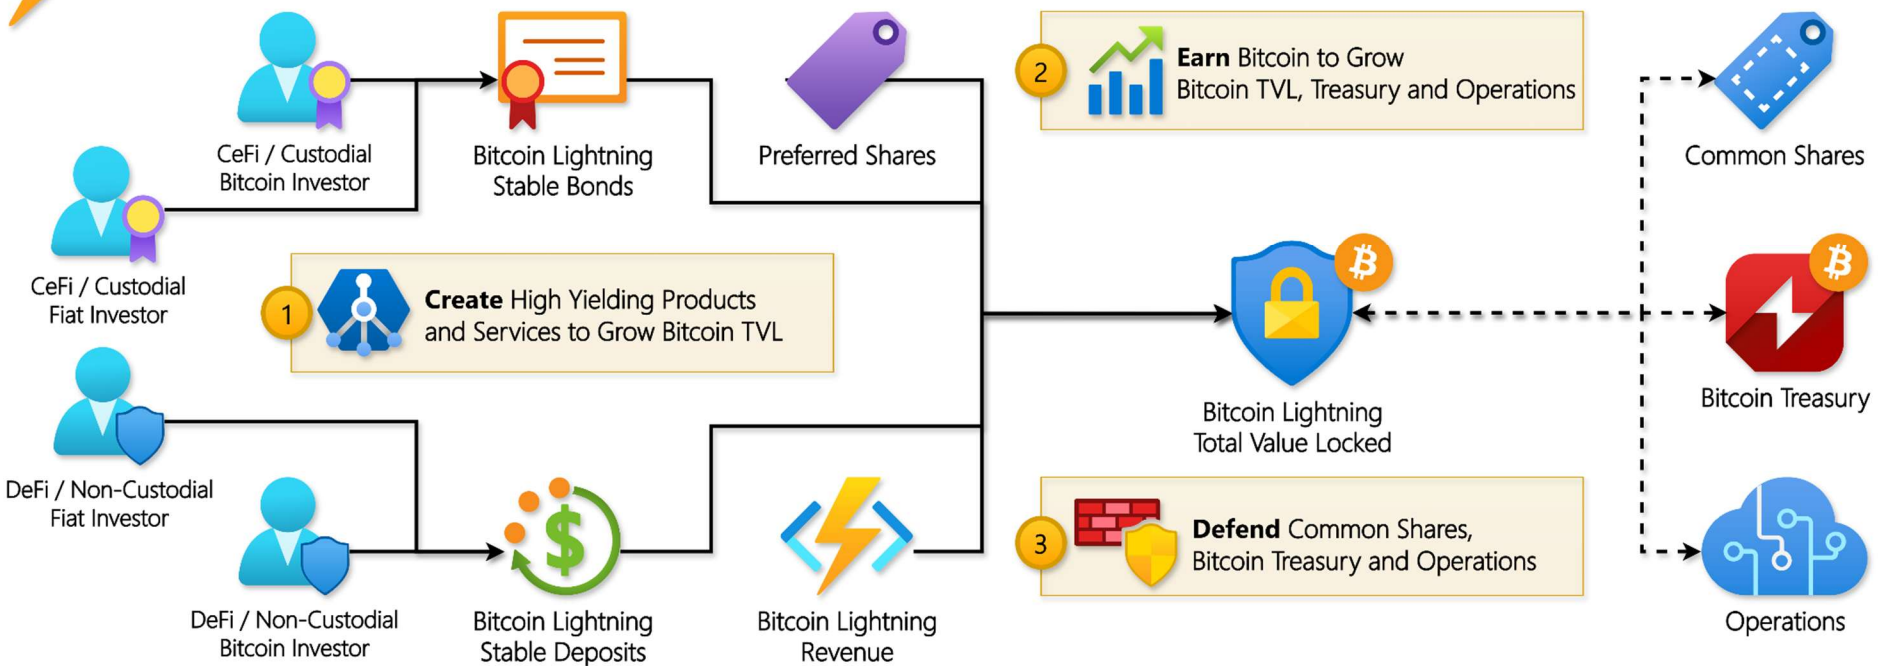 CeFi / Custodial
Bitcoin Investor
Bitcoin Lightning
Stable Bonds
Preferred Shares
2
Earn Bitcoin to Grow
Bitcoin TVL, Treasury and Operations
Common Shares
CeFi / Custodial
Fiat Investor
1
Create High Yielding Products
and Services to Grow Bitcoin TVL
₿
Bitcoin Lightning
Total Value Locked
₿
Bitcoin Treasury
DeFi / Non-Custodial
Fiat Investor
DeFi / Non-Custodial
Bitcoin Investor
$
Bitcoin Lightning
Stable Deposits
Bitcoin Lightning
Revenue
3
Defend Common Shares,
Bitcoin Treasury and Operations
Operations